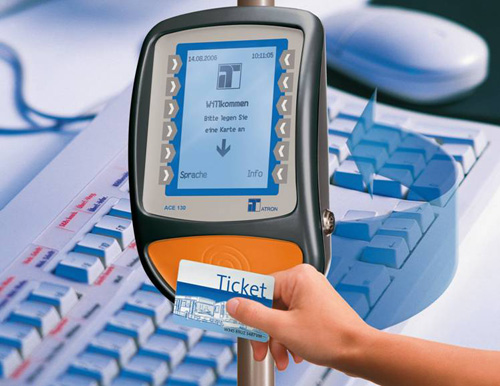 14.08.2006 10:11:05
WillKommen
Bitte legen Sie
eine Karte an
Sprache Info
ACE 130
ATRON
Ticket